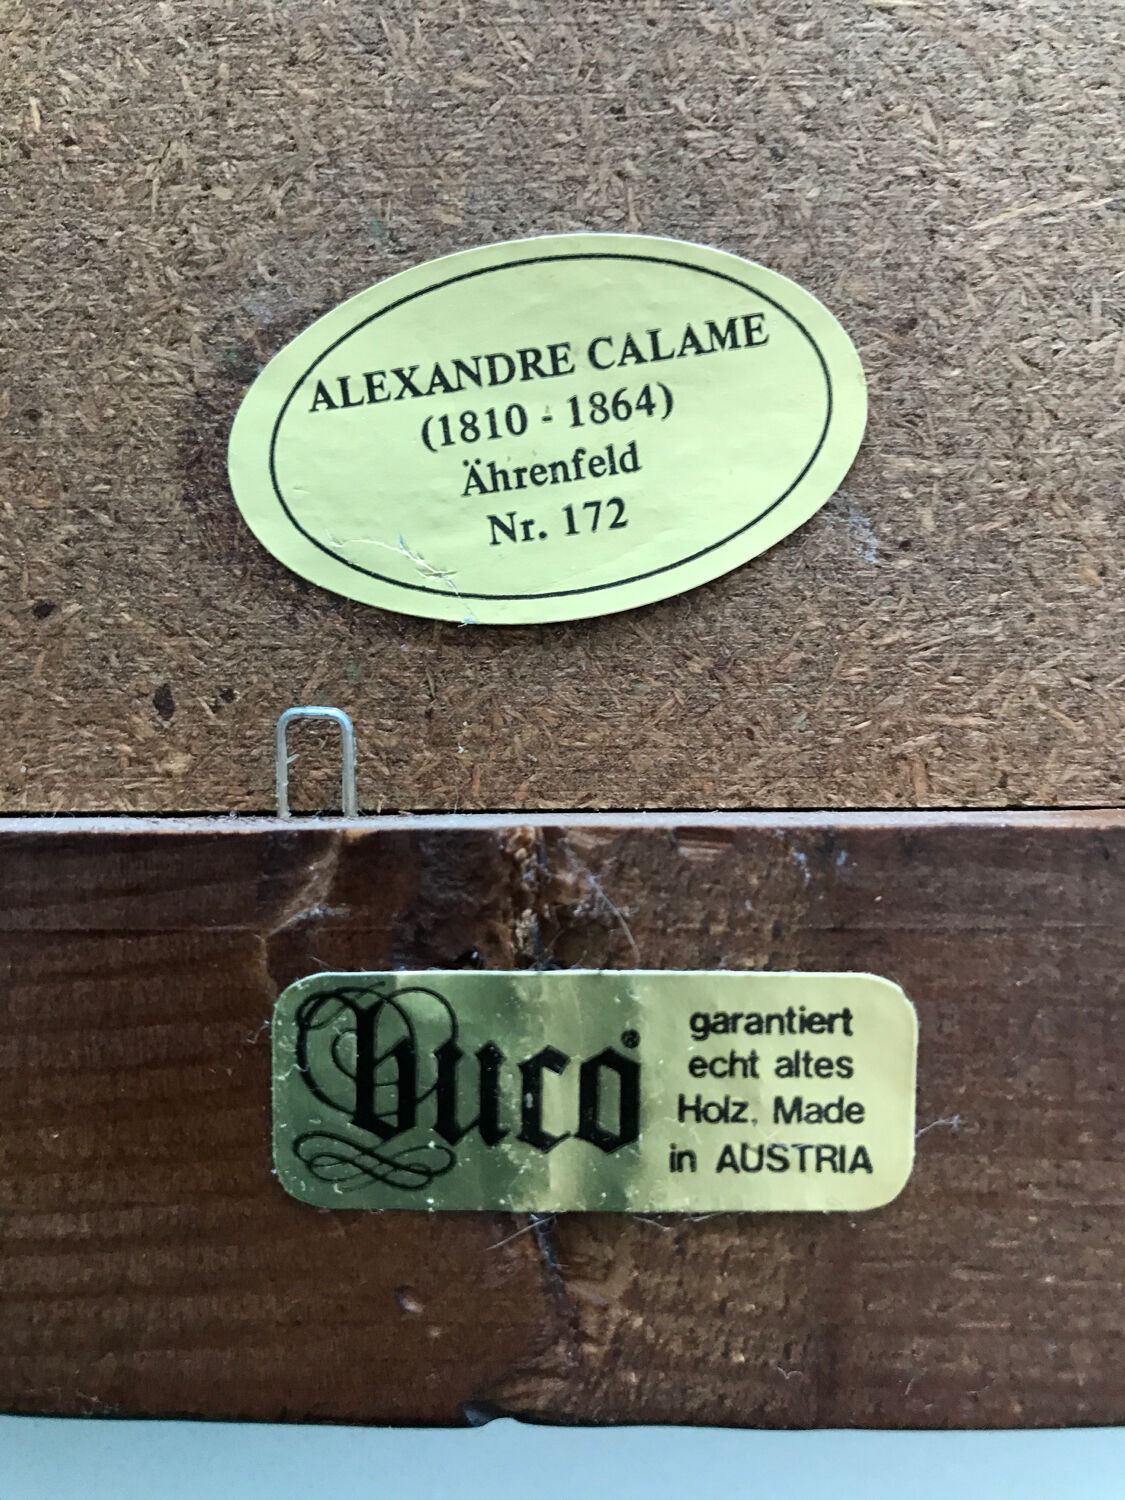 ALEXANDRE CALAME
(1810 - 1864)
Ährenfeld
Nr. 172
buco®
garantiert
echt altes
Holz. Made
in AUSTRIA